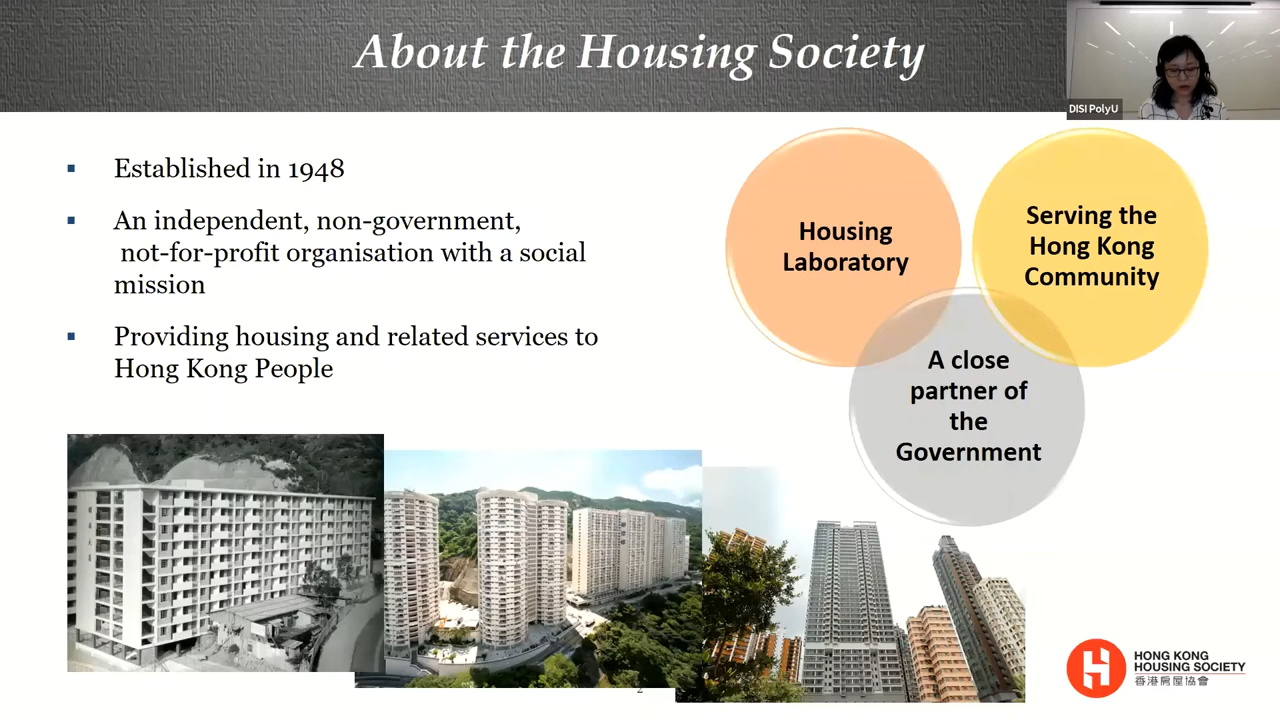 About the Housing Society
DISI PolyU
Established in 1948
An independent, non-government,
not-for-profit organisation with a social
mission
Providing housing and related services to
Hong Kong People
Housing
Laboratory
Serving the
Hong Kong
Community
A close
partner of
the
Government
2
HONG KONG
HOUSING SOCIETY
香港房屋協會